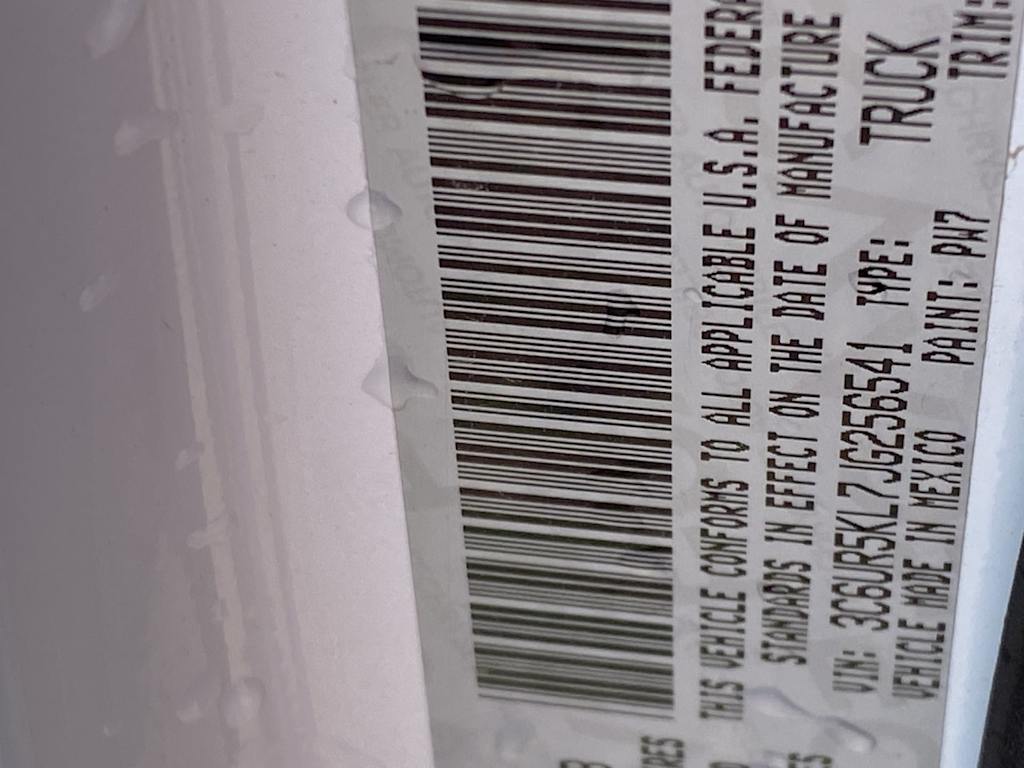 THIS VEHICLE CONFORMS TO ALL APPLICABLE U.S.A. FEDERA
STANDARDS IN EFFECT ON THE DATE OF MANUFACTURE
VIN: 3C6UR5KL7JG256541 TYPE: TRUCK
VEHICLE MADE IN MEXICO PAINT: PW7 TRIM: